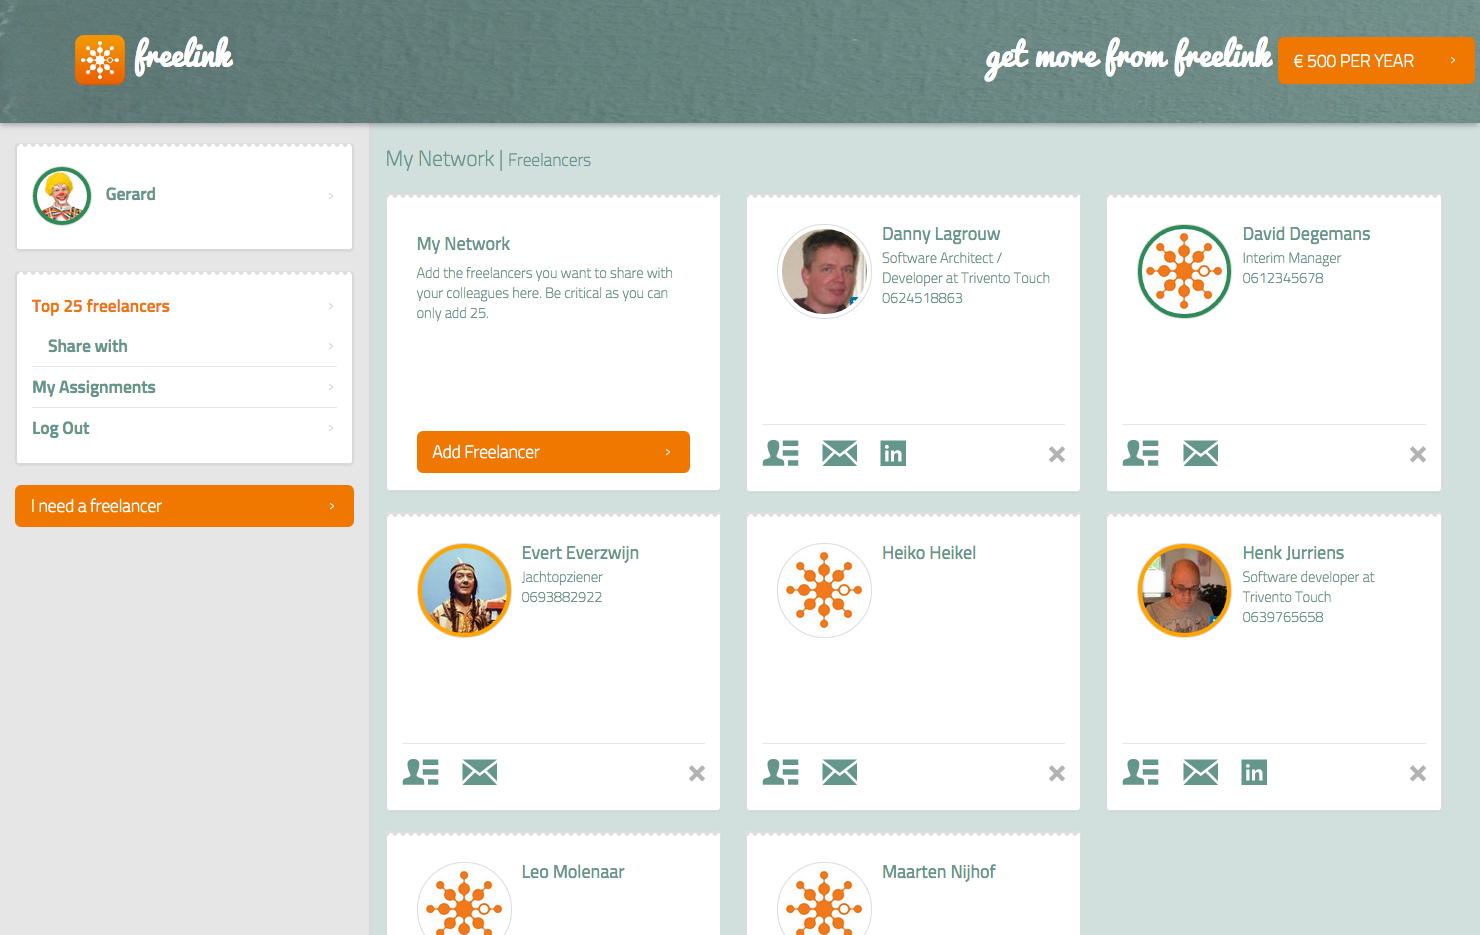 freelink
get more from freelink
€ 500 PER YEAR
Gerard
Top 25 freelancers
Share with
My Assignments
Log Out
I need a freelancer
My Network | Freelancers
My Network
Add the freelancers you want to share with
your colleagues here. Be critical as you can
only add 25.
Add Freelancer
Danny Lagrouw
Software Architect /
Developer at Trivento Touch
0624518863
in
David Degemans
Interim Manager
0612345678
Evert Everzwijn
Jachtopziener
0693882922
Heiko Heikel
Henk Jurriens
Software developer at
Trivento Touch
0639765658
in
Leo Molenaar
Maarten Nijhof